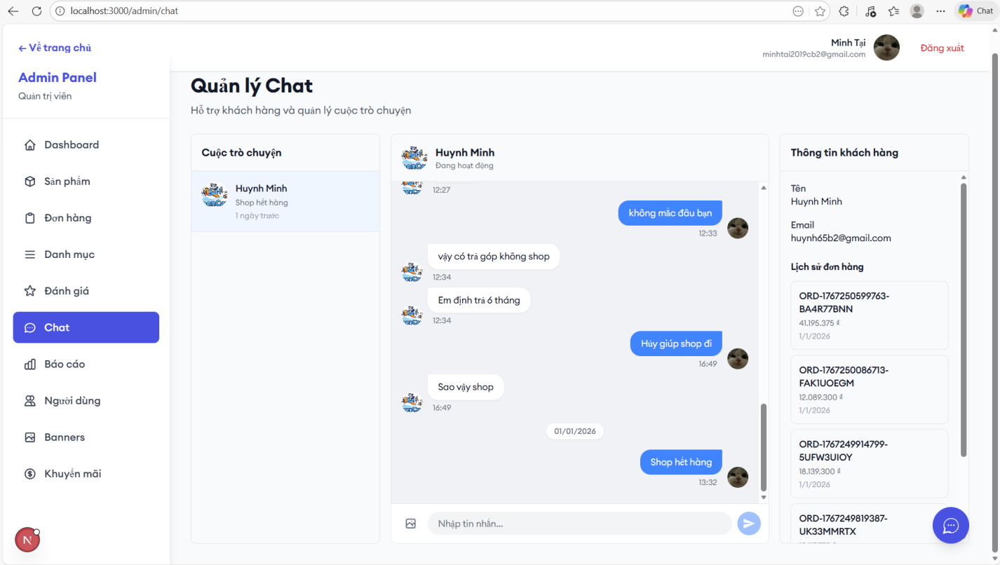 localhost:3000/admin/chat
Chat
← Về trang chủ
Minh Tại
minhtai2019cb2@gmail.com
Đăng xuất
Admin Panel
Quản trị viên
Dashboard
Sản phẩm
Đơn hàng
Danh mục
Đánh giá
Chat
Báo cáo
Người dùng
Banners
Khuyến mãi
N
Quản lý Chat
Hỗ trợ khách hàng và quản lý cuộc trò chuyện
Cuộc trò chuyện
Huynh Minh
Shop hết hàng
1 ngày trước
Huynh Minh
Đang hoạt động
12:27
không mắc đâu bạn
12:33
vậy có trả góp không shop
12:34
Em định trả 6 tháng
12:34
Hủy giúp shop đi
16:49
Sao vậy shop
16:49
01/01/2026
Shop hết hàng
13:32
Nhập tin nhắn...
Thông tin khách hàng
Tên
Huynh Minh
Email
huynh65b2@gmail.com
Lịch sử đơn hàng
ORD-1767250599763-
BA4R77BNN
41.195.375 ₫
1/1/2026
ORD-1767250086713-
FAK1UOEGM
12.089.300 ₫
1/1/2026
ORD-1767249914799-
5UFW3UIOY
18.139.300 ₫
1/1/2026
ORD-1767249819387-
UK33MMRTX